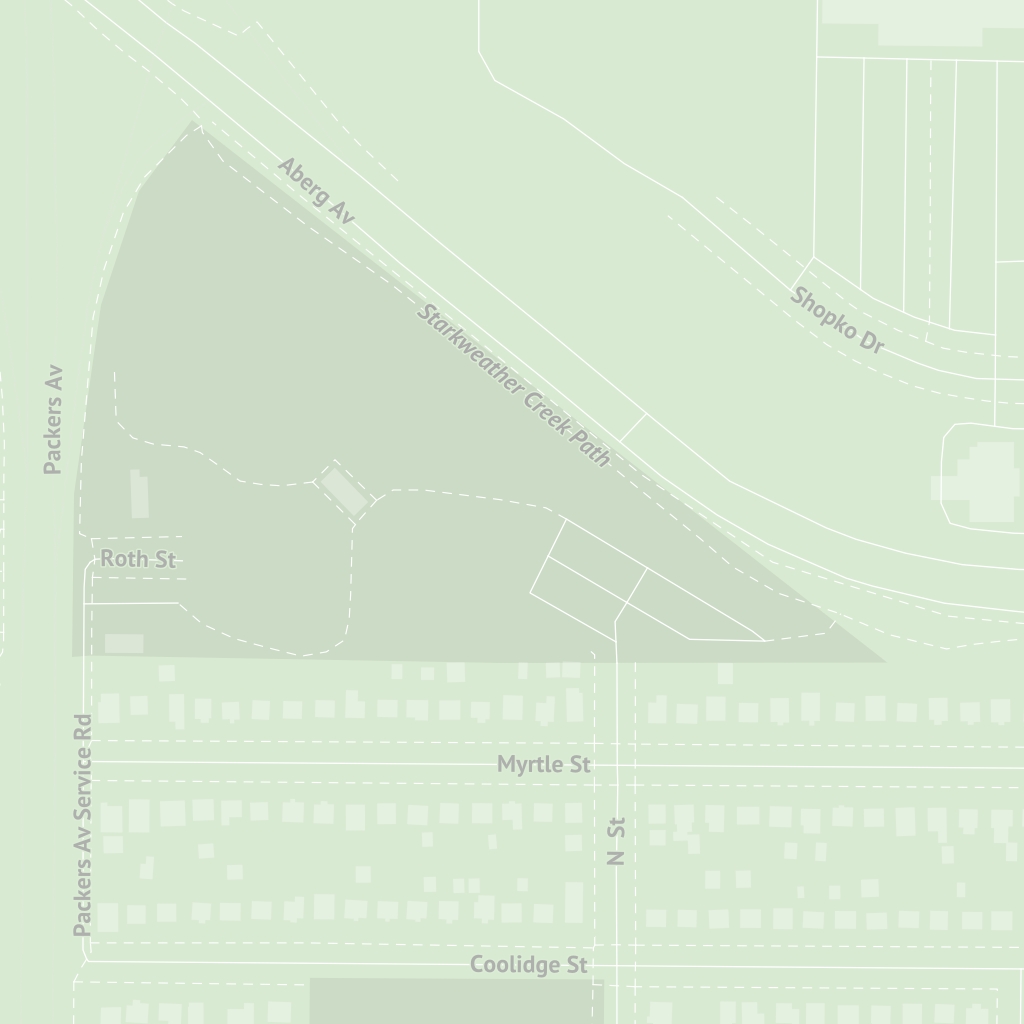 Aberg Av
Shopko Dr
Starkweather Creek Path
Packers Av
Roth St
Packers Av Service Rd
Myrtle St
N St
Coolidge St